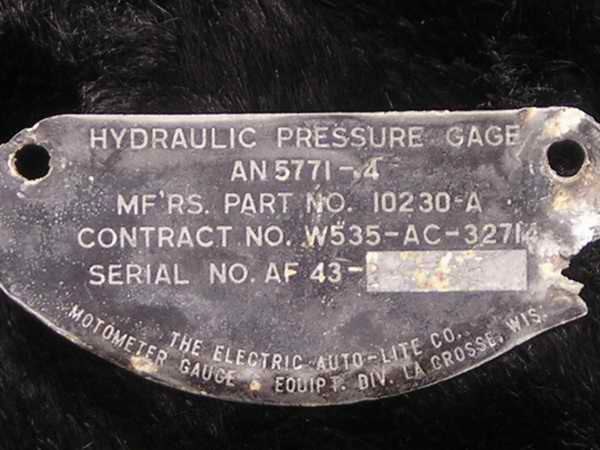 HYDRAULIC PRESSURE GAGE
AN 5771-4
MF'RS. PART NO. 10230-A
CONTRACT NO. W535-AC-32714
SERIAL NO. AF 43-
THE ELECTRIC AUTO-LITE CO.
MOTOMETER GAUGE & EQUIPT. DIV. LA CROSSE, WIS.